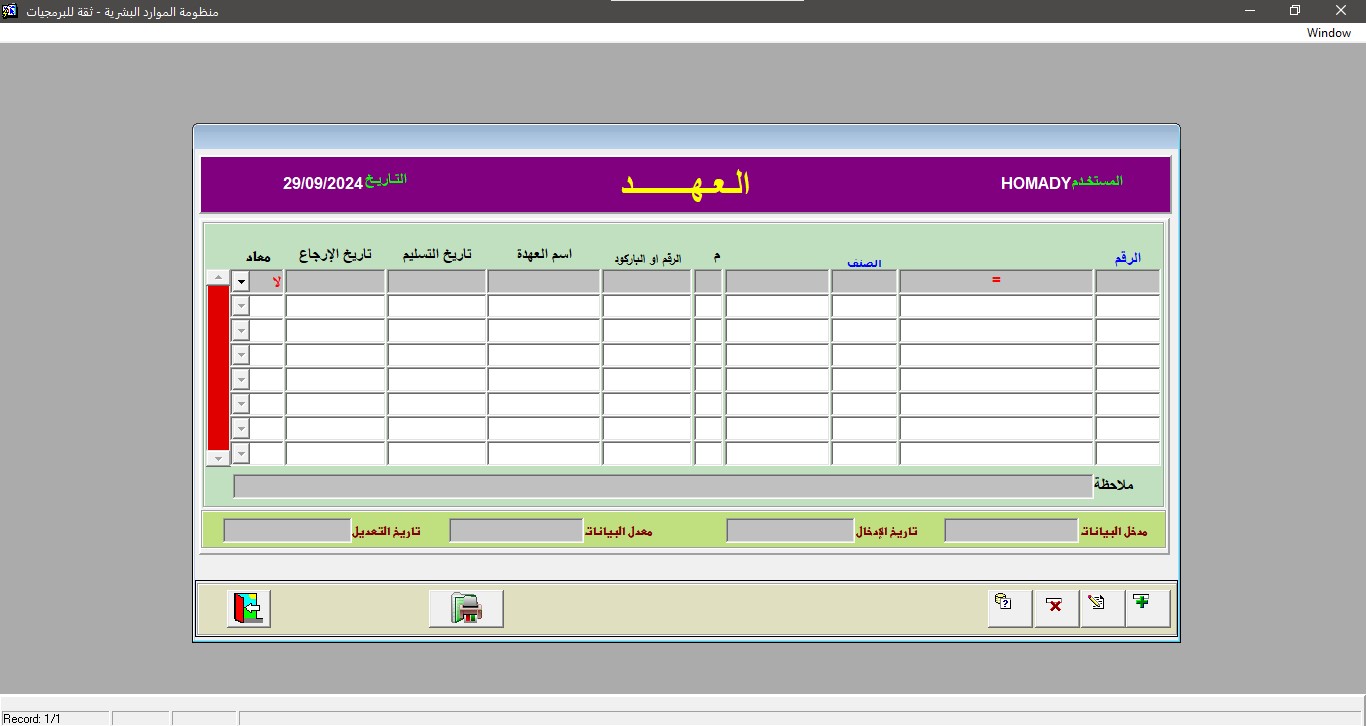 منظومة الموارد البشرية - ثقة للبرمجيات
Window
المستخدم HOMADY
العهد
التاريخ 29/09/2024
الرقم
الصنف
م
الرقم او الباركود
اسم العهدة
تاريخ التسليم
تاريخ الإرجاع
معاد
=
لا
ملاحظة
مدخل البيانات
تاريخ الإدخال
معدل البيانات
تاريخ التعديل
Record: 1/1